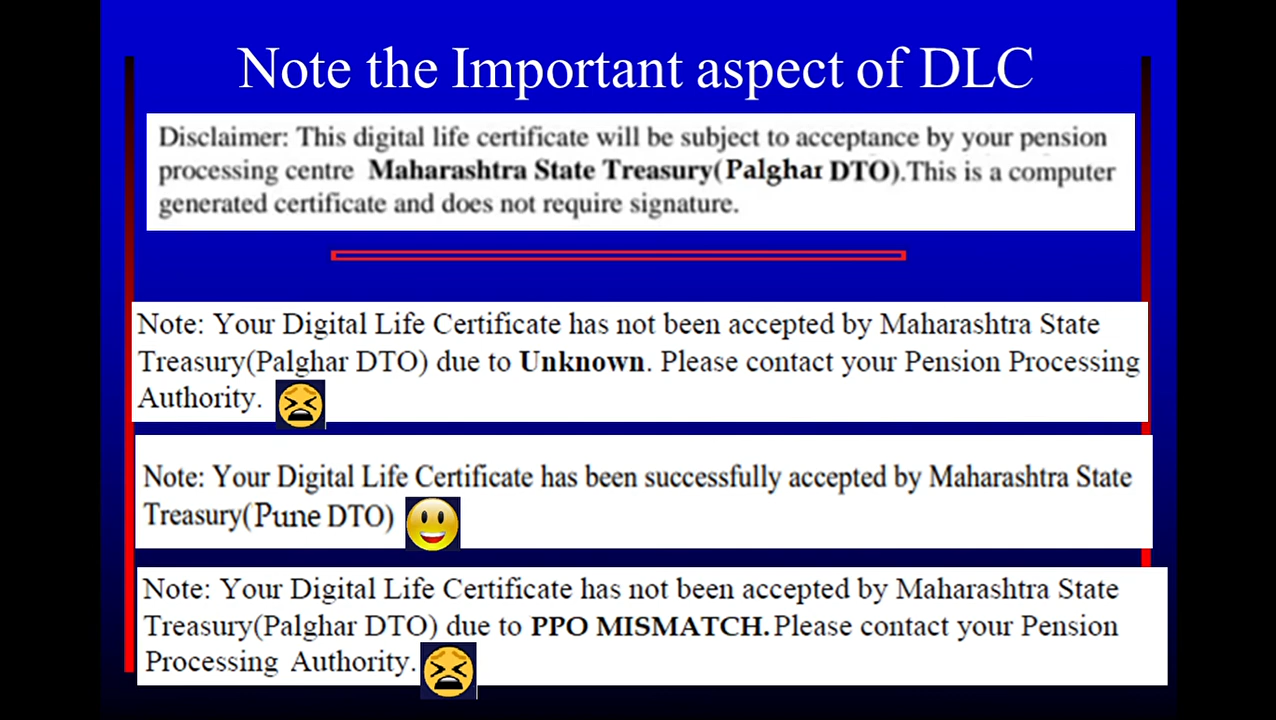 Note the Important aspect of DLC
Disclaimer: This digital life certificate will be subject to acceptance by your pension
processing centre Maharashtra State Treasury(Palghar DTO).This is a computer
generated certificate and does not require signature.
Note: Your Digital Life Certificate has not been accepted by Maharashtra State
Treasury(Palghar DTO) due to Unknown. Please contact your Pension Processing
Authority.
Note: Your Digital Life Certificate has been successfully accepted by Maharashtra State
Treasury(Pune DTO)
Note: Your Digital Life Certificate has not been accepted by Maharashtra State
Treasury(Palghar DTO) due to PPO MISMATCH.Please contact your Pension
Processing Authority.